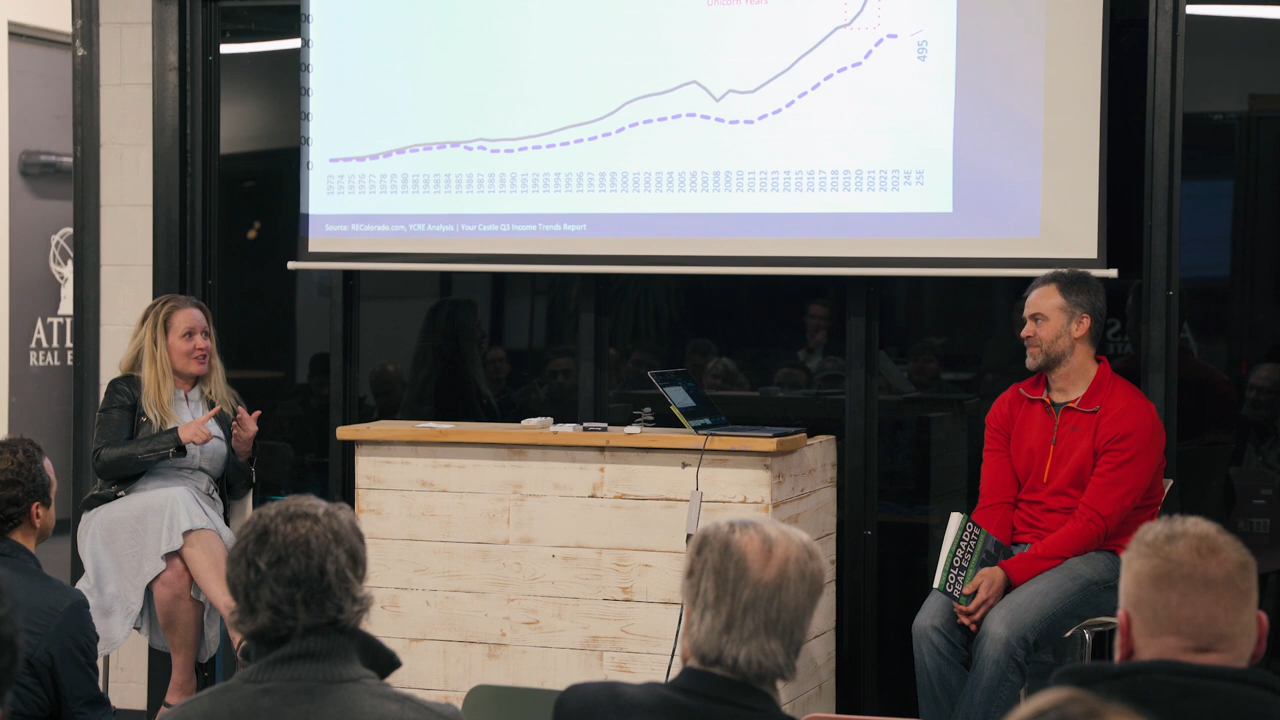 Unicorn Years
495
1973 1974 1975 1976 1977 1978 1979 1980 1981 1982 1983 1984 1985 1986 1987 1988 1989 1990 1991 1992 1993 1994 1995 1996 1997 1998 1999 2000 2001 2002 2003 2004 2005 2006 2007 2008 2009 2010 2011 2012 2013 2014 2015 2016 2017 2018 2019 2020 2021 2022 2023 24E 25E
Source: REColorado.com, YCRE Analysis | Your Castle Q3 Income Trends Report
ATL
REAL E
COLORADO
REAL ESTATE